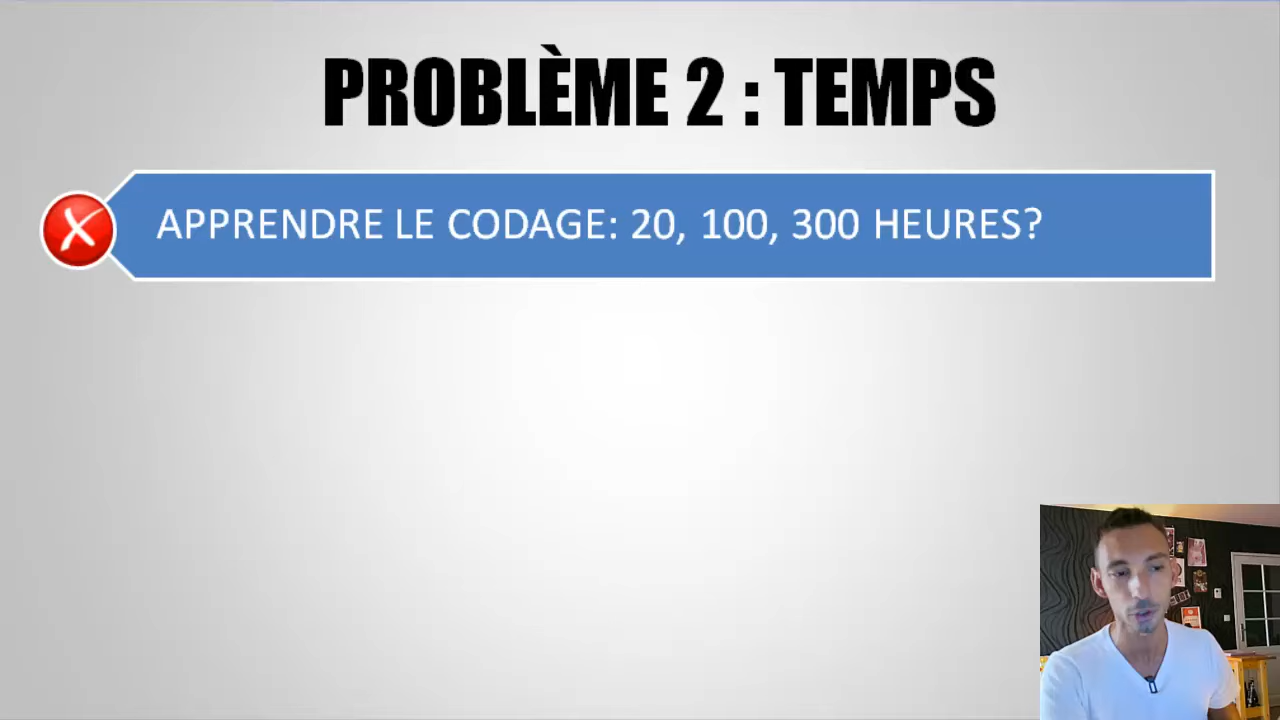 PROBLÈME 2 : TEMPS
APPRENDRE LE CODAGE: 20, 100, 300 HEURES?